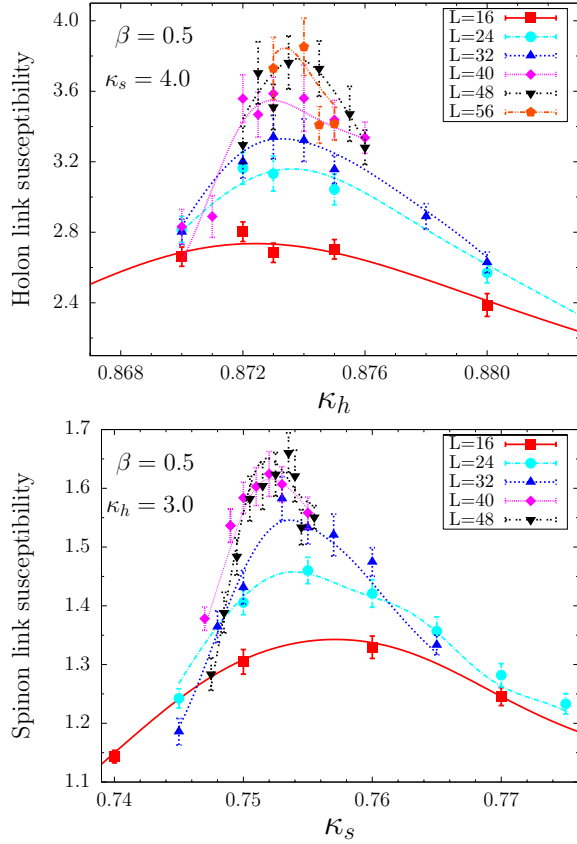 β = 0.5
κs = 4.0
L=16
L=24
L=32
L=40
L=48
L=56
Holon link susceptibility
4.0
3.6
3.2
2.8
2.4
0.868
0.872
0.876
0.880
κh
β = 0.5
κh = 3.0
L=16
L=24
L=32
L=40
L=48
Spinon link susceptibility
1.7
1.6
1.5
1.4
1.3
1.2
1.1
0.74
0.75
0.76
0.77
κs